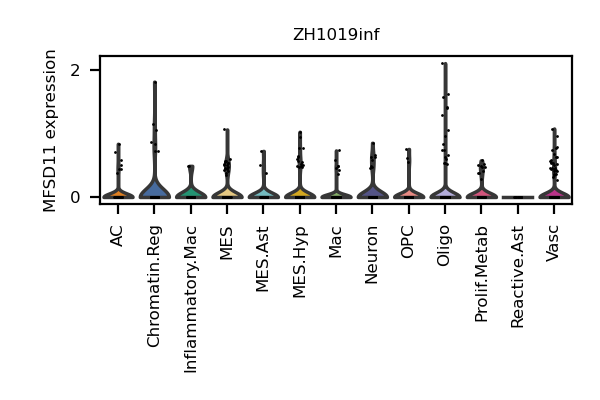 ZH1019inf
MFSD11 expression
2
0
AC
Chromatin.Reg
Inflammatory.Mac
MES
MES.Ast
MES.Hyp
Mac
Neuron
OPC
Oligo
Prolif.Metab
Reactive.Ast
Vasc